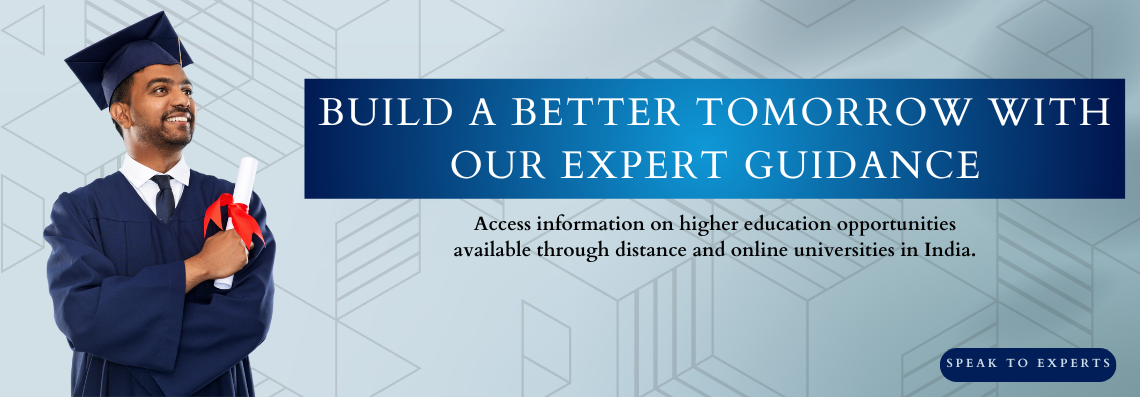 BUILD A BETTER TOMORROW WITH
OUR EXPERT GUIDANCE
Access information on higher education opportunities
available through distance and online universities in India.
SPEAK TO EXPERTS